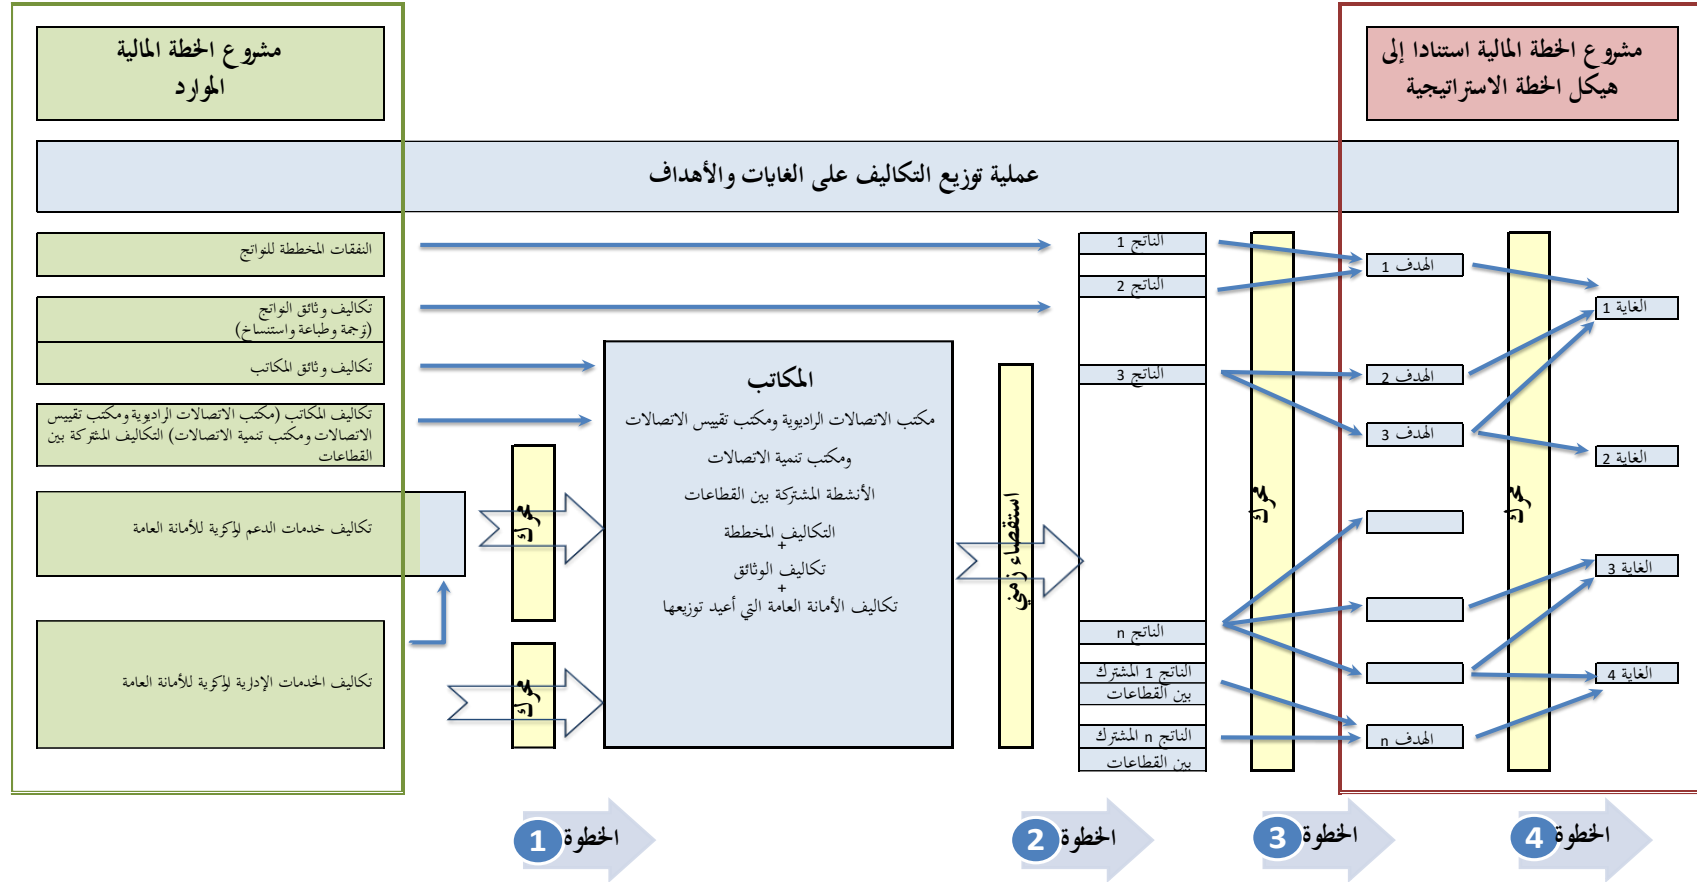 مشروع الخطة المالية استنادا إلى
هيكل الخطة الاستراتيجية
مشروع الخطة المالية
الموارد
عملية توزيع التكاليف على الغايات والأهداف
النفقات المخططة للنواتج
تكاليف وثائق النواتج
(ترجمة وطباعة واستنساخ)
تكاليف وثائق المكاتب
تكاليف المكاتب (مكتب الاتصالات الراديوية ومكتب تقييس
الاتصالات ومكتب تنمية الاتصالات) التكاليف المشتركة بين
القطاعات
تكاليف خدمات الدعم المركزية للأمانة العامة
تكاليف الخدمات الإدارية المركزية للأمانة العامة
محرك
محرك
المكاتب
مكتب الاتصالات الراديوية ومكتب تقييس الاتصالات
ومكتب تنمية الاتصالات
الأنشطة المشتركة بين القطاعات
التكاليف المخططة
+
تكاليف الوثائق
+
تكاليف الأمانة العامة التي أعيد توزيعها
استقصاء زمني
الناتج 1
الناتج 2
الناتج 3
الناتج n
الناتج 1 المشترك
بين القطاعات
الناتج n المشترك
بين القطاعات
محرك
الهدف 1
الهدف 2
الهدف 3
الهدف n
محرك
الغاية 1
الغاية 2
الغاية 3
الغاية 4
الخطوة 1
الخطوة 2
الخطوة 3
الخطوة 4